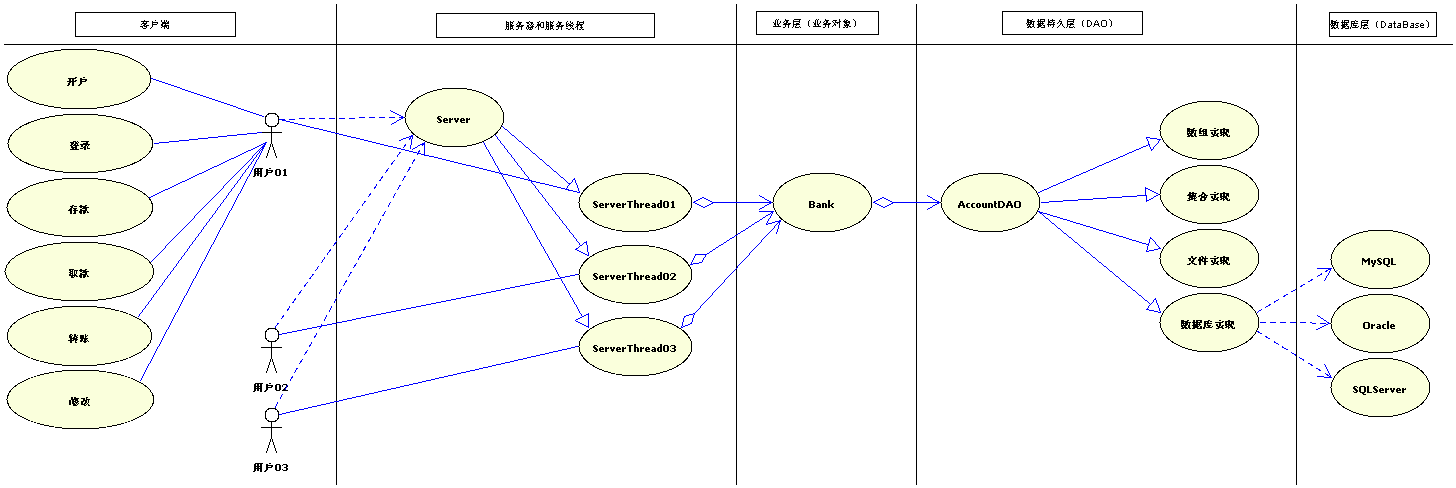 客户端
服务器和服务线程
业务层（业务对象）
数据持久层（DAO）
数据库层（DataBase）
开户
登录
存款
取款
转账
修改
用户01
用户02
用户03
Server
ServerThread01
ServerThread02
ServerThread03
Bank
AccountDAO
数组实现
集合实现
文件实现
数据库实现
MySQL
Oracle
SQLServer